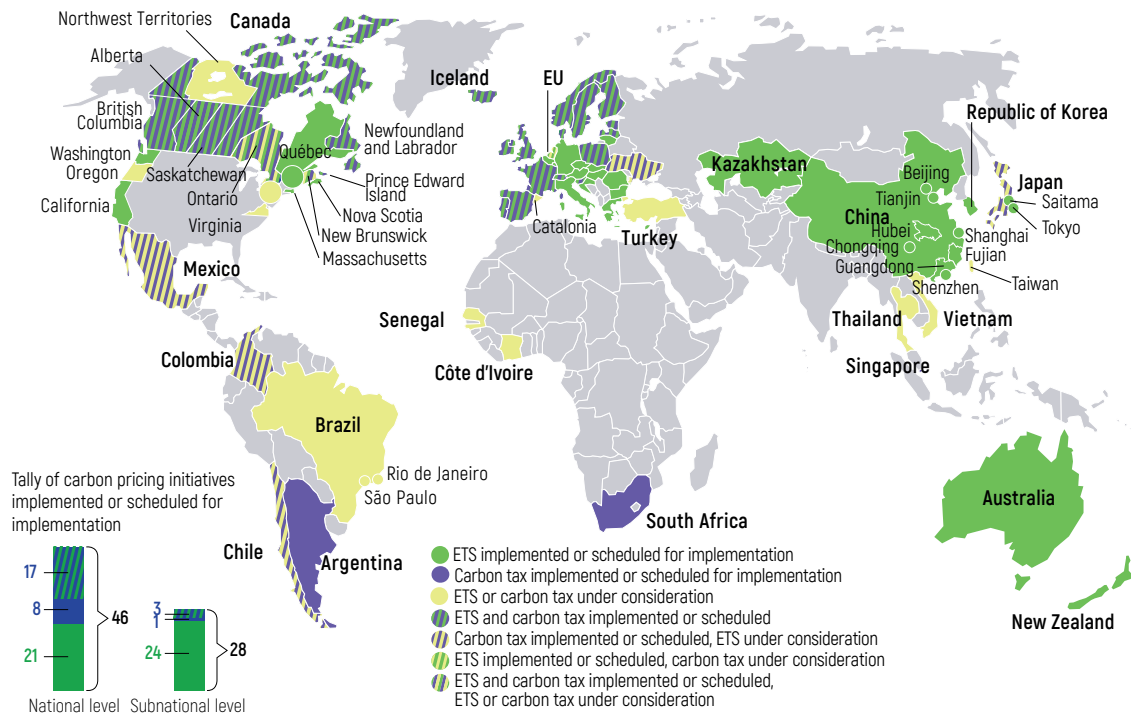 Northwest Territories
Canada
Alberta
Iceland
EU
British
Columbia
Republic of Korea
Newfoundland
and Labrador
Washington
Québec
Kazakhstan
Oregon
Saskatchewan
Prince Edward
Island
Beijing
Japan
Ontario
Tianjin
Saitama
California
Nova Scotia
China
Virginia
Catalonia
Hubei
Tokyo
New Brunswick
Turkey
Chongqing
Shanghai
Fujian
Massachusetts
Mexico
Guangdong
Shenzhen
Taiwan
Senegal
Thailand
Vietnam
Colombia
Côte d'Ivoire
Singapore
Brazil
Rio de Janeiro
São Paulo
Australia
South Africa
Chile
Argentina
New Zealand
Tally of carbon pricing initiatives
implemented or scheduled for
implementation
17
8
46
21
3
1
28
24
National level
Subnational level
ETS implemented or scheduled for implementation
Carbon tax implemented or scheduled for implementation
ETS or carbon tax under consideration
ETS and carbon tax implemented or scheduled
Carbon tax implemented or scheduled, ETS under consideration
ETS implemented or scheduled, carbon tax under consideration
ETS and carbon tax implemented or scheduled,
ETS or carbon tax under consideration